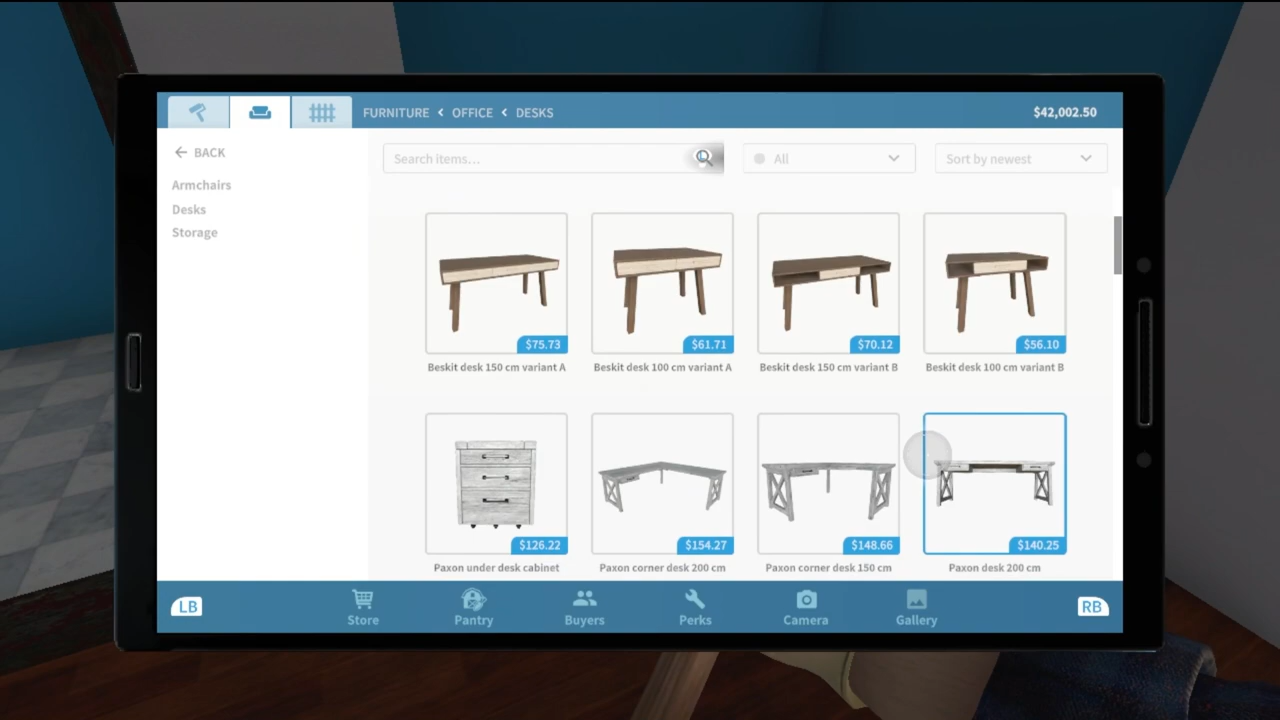 FURNITURE < OFFICE < DESKS
$42,002.50
BACK
Search items...
All
Sort by newest
Armchairs
Desks
Storage
$75.73
$61.71
$70.12
$56.10
Beskit desk 150 cm variant A
Beskit desk 100 cm variant A
Beskit desk 150 cm variant B
Beskit desk 100 cm variant B
$126.22
$154.27
$148.66
$140.25
Paxon under desk cabinet
Paxon corner desk 200 cm
Paxon corner desk 150 cm
Paxon desk 200 cm
LB
Store
Pantry
Buyers
Perks
Camera
Gallery
RB